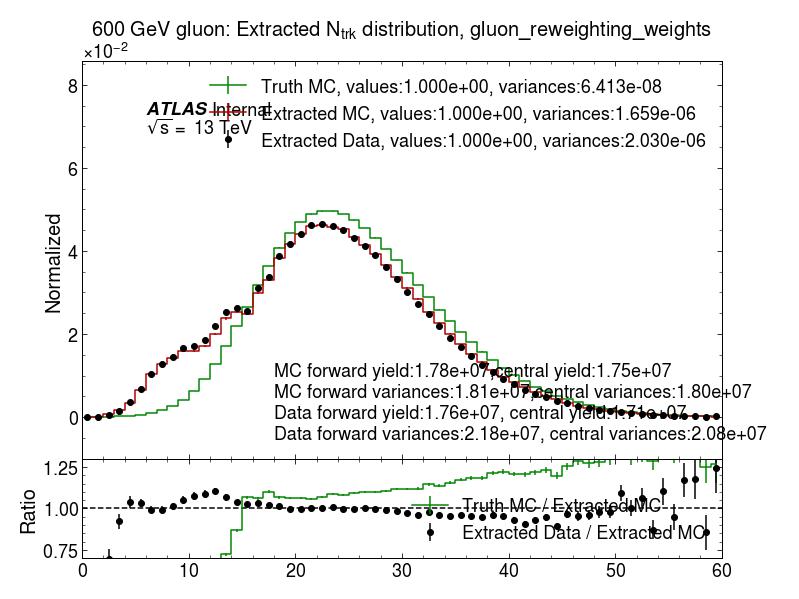 600 GeV gluon: Extracted N_trk distribution, gluon_reweighting_weights
×10⁻²
Truth MC, values:1.000e+00, variances:6.413e-08
ATLAS Internal
Extracted MC, values:1.000e+00, variances:1.659e-06
√s = 13 TeV
Extracted Data, values:1.000e+00, variances:2.030e-06
8
6
4
2
0
Normalized
MC forward yield:1.78e+07, central yield:1.75e+07
MC forward variances:1.81e+07, central variances:1.80e+07
Data forward yield:1.76e+07, central yield:1.71e+07
Data forward variances:2.18e+07, central variances:2.08e+07
1.25
1.00
0.75
Ratio
Truth MC / Extracted MC
Extracted Data / Extracted MC
0 10 20 30 40 50 60